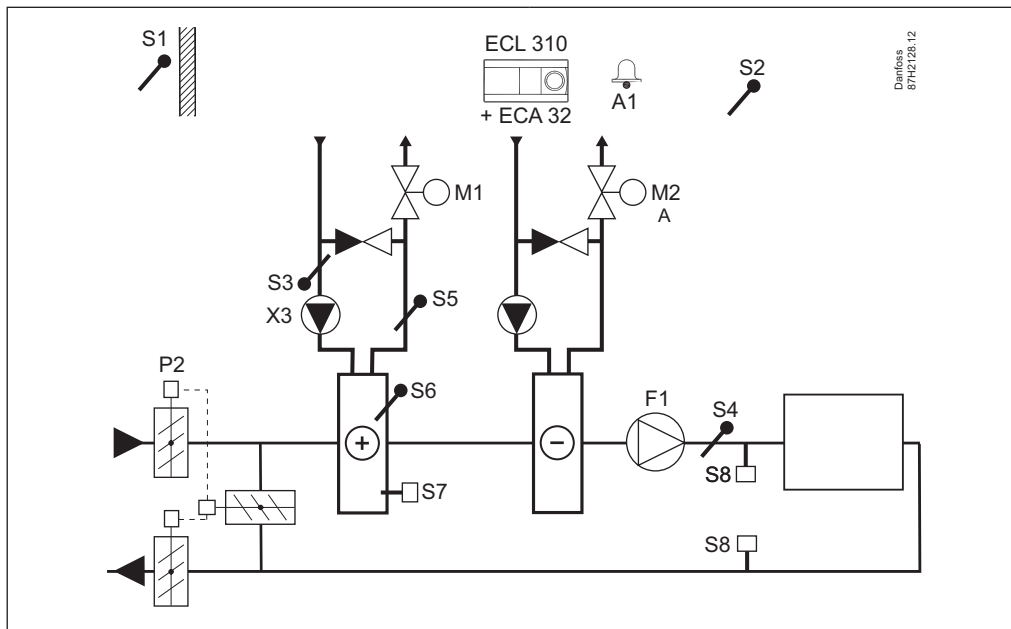 S1
ECL 310
+ ECA 32
A1
S2
Danfoss
87H2128.12
M1
M2
A
S3
X3
S5
P2
S6
F1
S4
+
−
S7
S8
S8